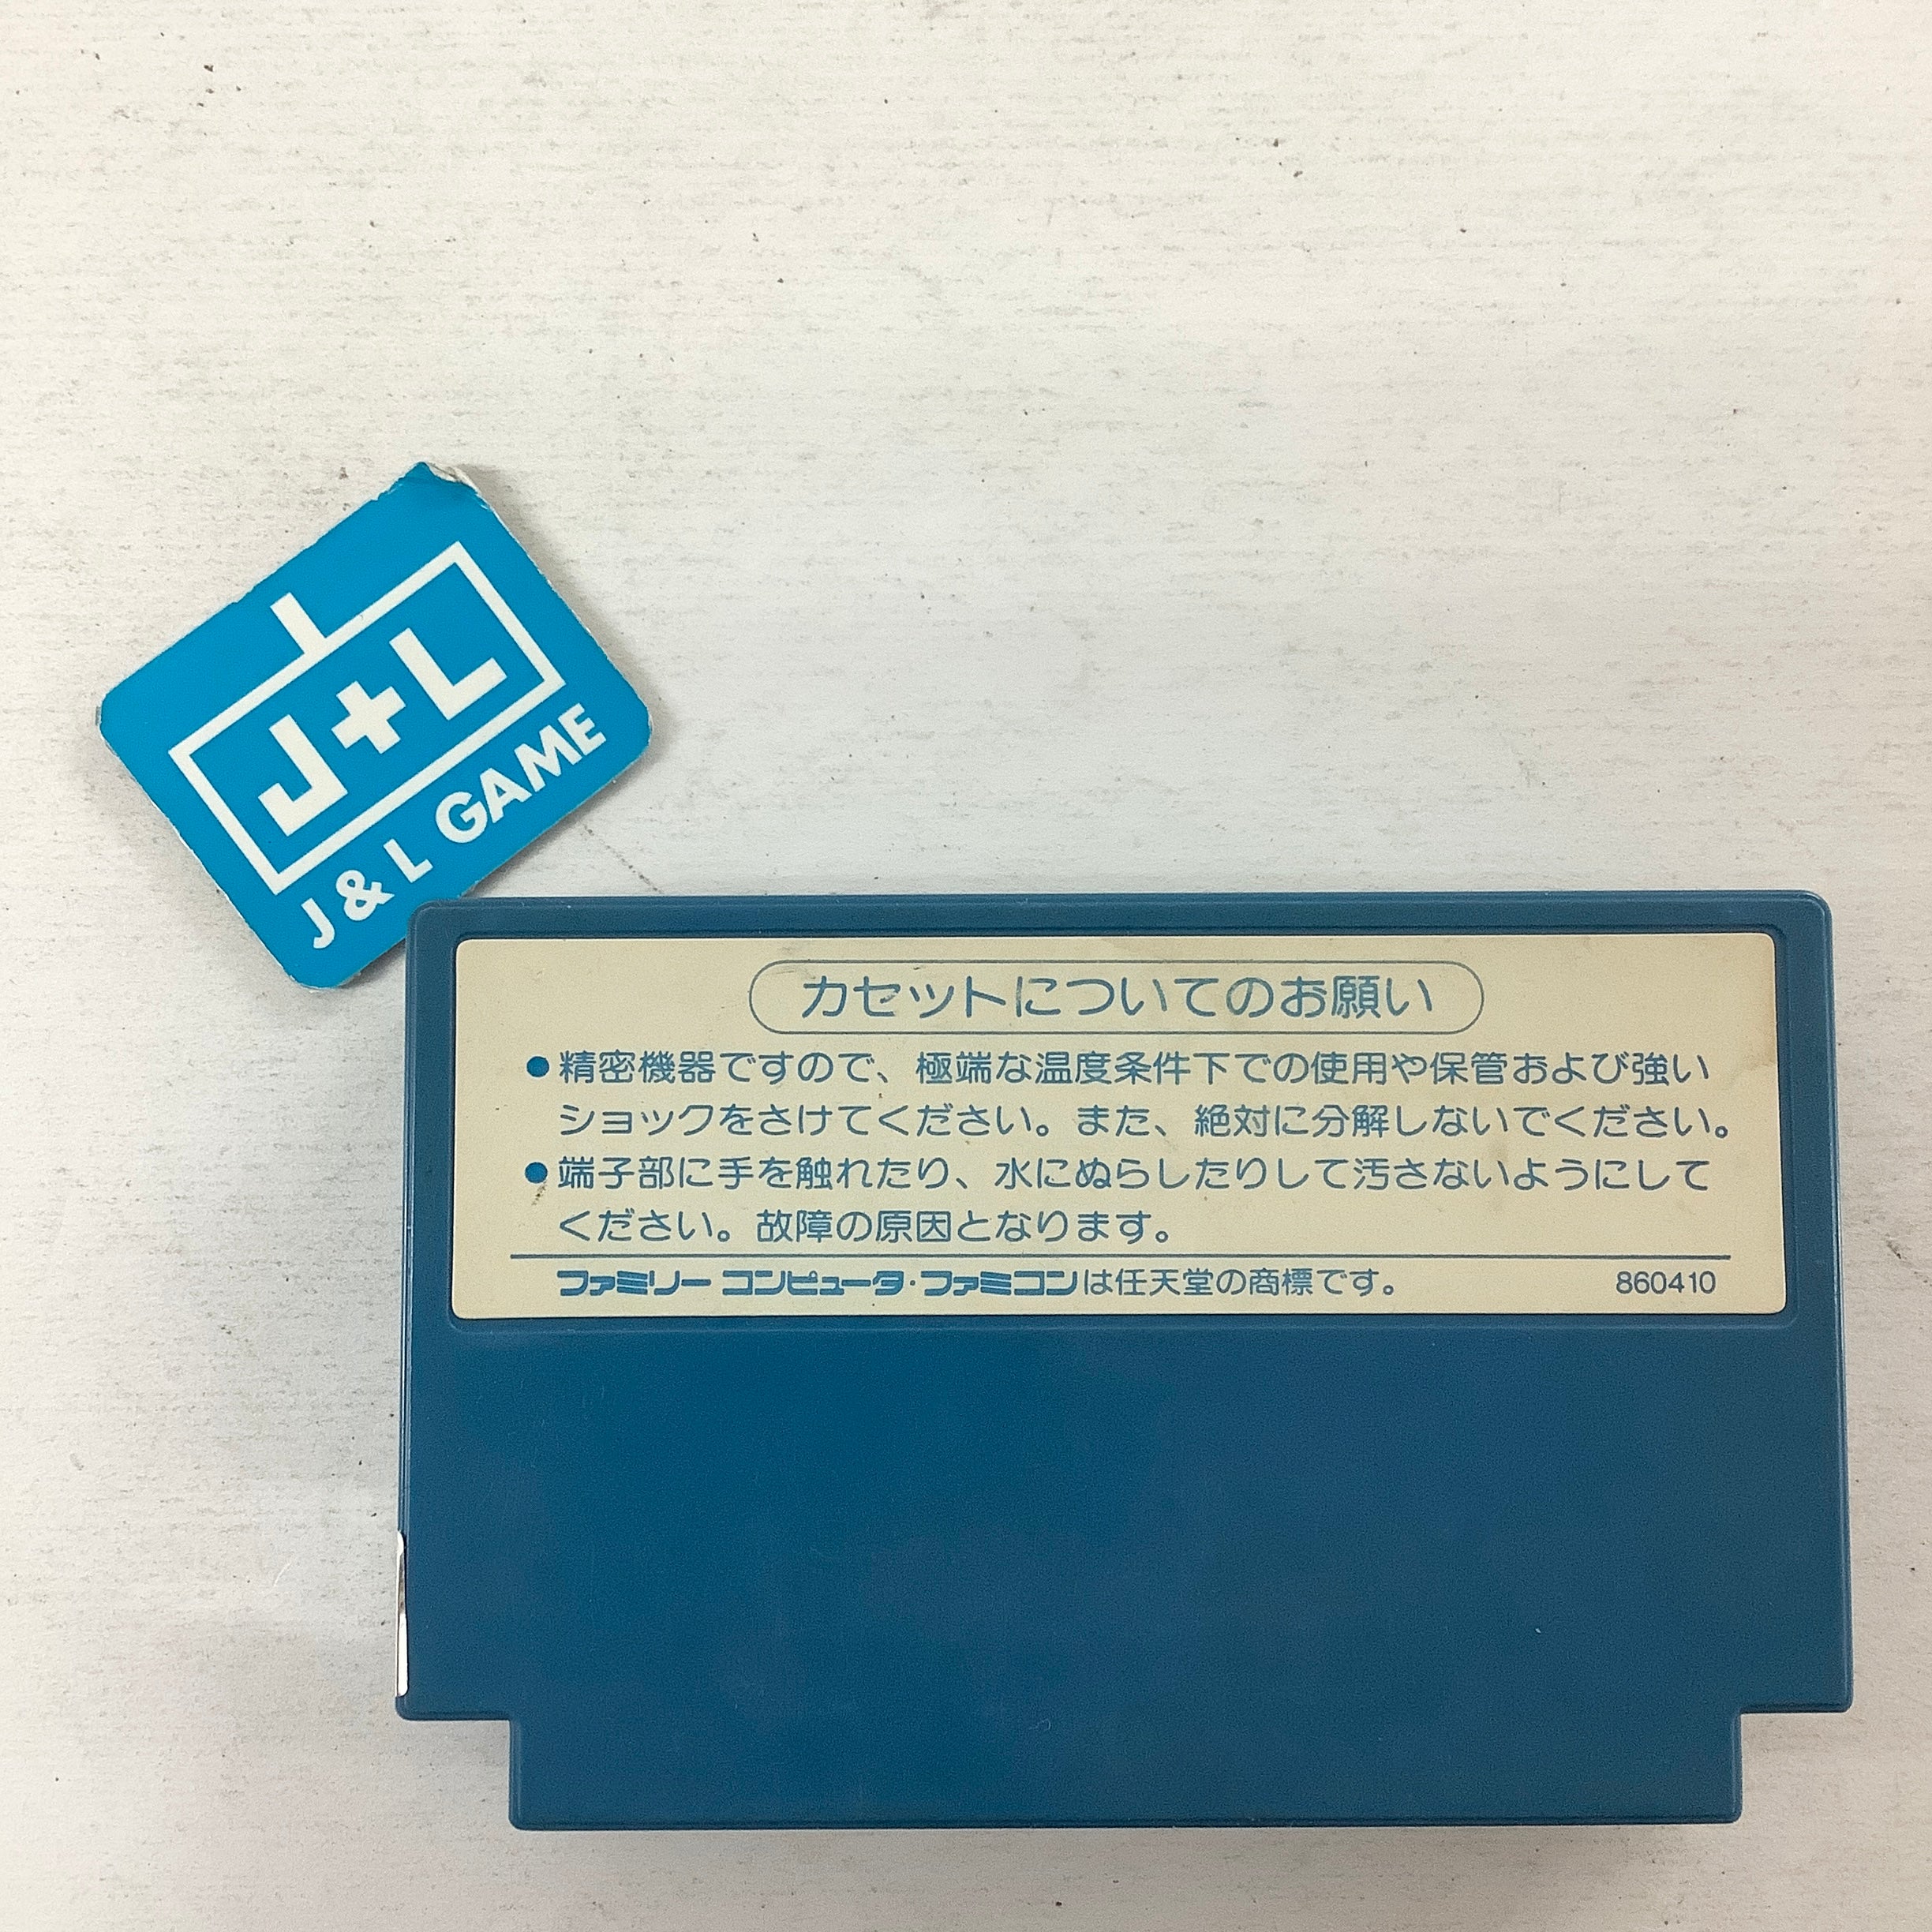 J+L
J & L GAME
カセットについてのお願い
●精密機器ですので、極端な温度条件下での使用や保管および強い
ショックをさけてください。また、絶対に分解しないでください。
●端子部に手を触れたり、水にぬらしたりして汚さないようにして
ください。故障の原因となります。
ファミリー コンピュータ・ファミコンは任天堂の商標です。 860410